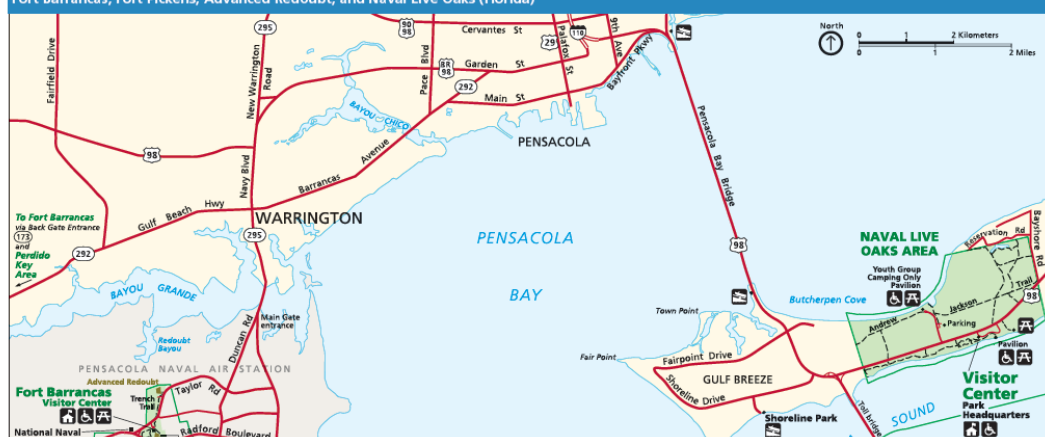 Fort Barrancas, Fort Pickens, Advanced Redoubt, and Naval Live Oaks (Florida)
North
0 1 2 Kilometers
0 1 2 Miles
Fairfield Drive
295
New Warrington
Road
90
98
Cervantes St
Pace Blvd
BR
98
Garden St
292
Main St
29
Palafox St
110
9th Ave
Bayfront Pkwy
BAYOU CHICO
PENSACOLA
Pensacola Bay Bridge
98
Navy Blvd
Barrancas Avenue
Gulf Beach Hwy
WARRINGTON
295
292
To Fort Barrancas
via Back Gate Entrance
173
and
Perdido
Key
Area
PENSACOLA
BAY
98
BAYOU GRANDE
Redoubt
Bayou
Main Gate
entrance
Duncan Rd
PENSACOLA NAVAL AIR STATION
Advanced Redoubt
Fort Barrancas
Visitor Center
Trench
Trail
Taylor Rd
National Naval
Radford Boulevard
NAVAL LIVE
OAKS AREA
Youth Group
Camping Only
Pavilion
Reservation Rd
Bayshore Rd
98
Butcherpen Cove
Andrew Jackson Trail
Parking
Pavilion
Town Point
Fair Point
Fairpoint Drive
GULF BREEZE
Shoreline Drive
Shoreline Park
Toll bridge
SOUND
Visitor
Center
Park
Headquarters